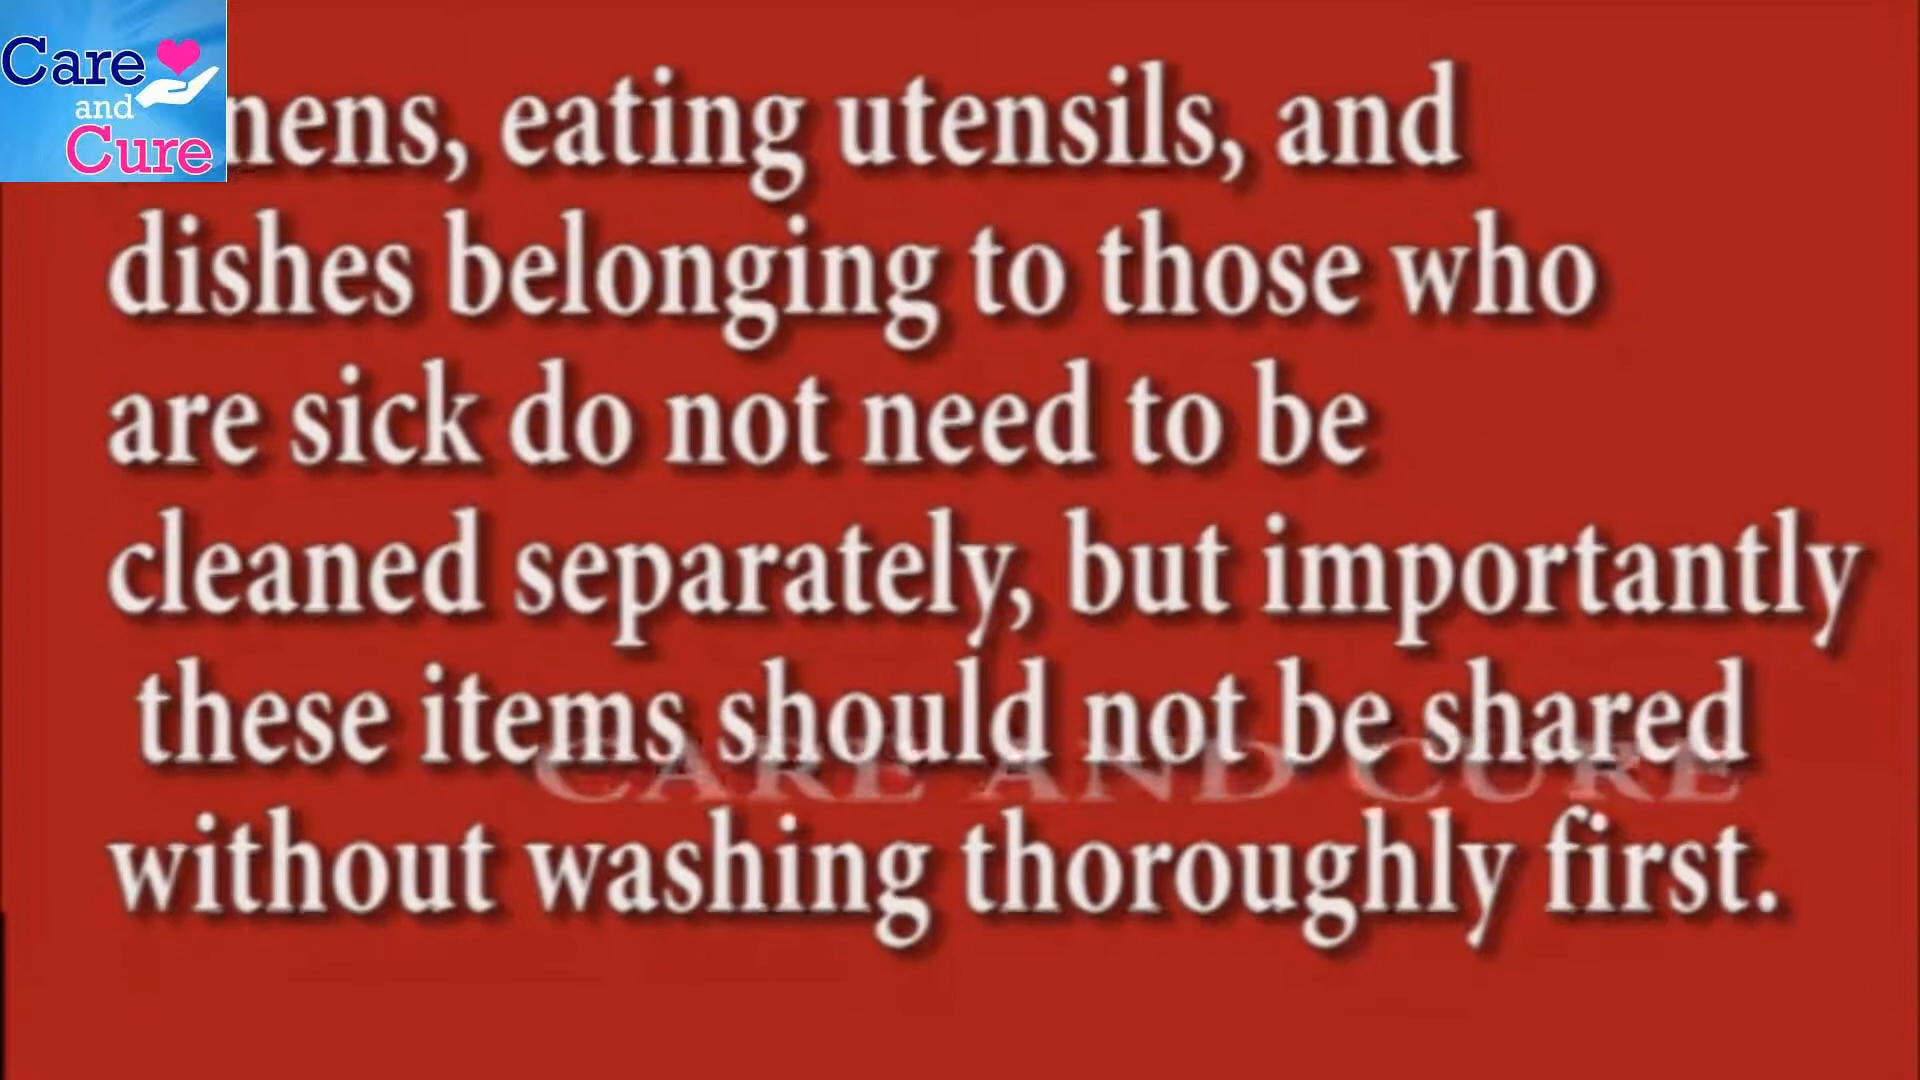 Care
and
Cure
nens, eating utensils, and
dishes belonging to those who
are sick do not need to be
cleaned separately, but importantly
these items should not be shared
CARE AND CURE
without washing thoroughly first.